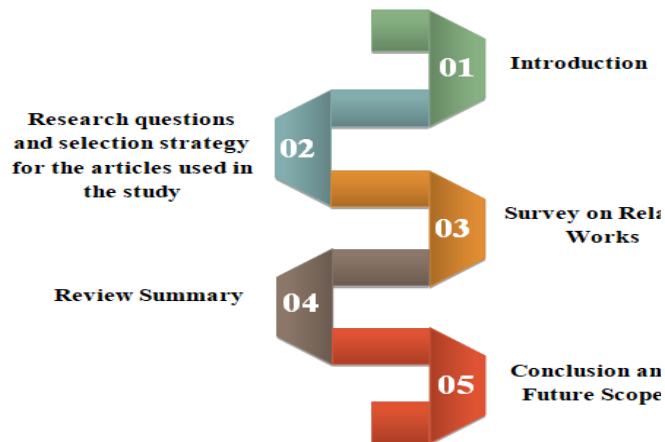 01
Introduction
Research questions
and selection strategy
for the articles used in
the study
02
03
Survey on Rela
Works
Review Summary
04
05
Conclusion an
Future Scope